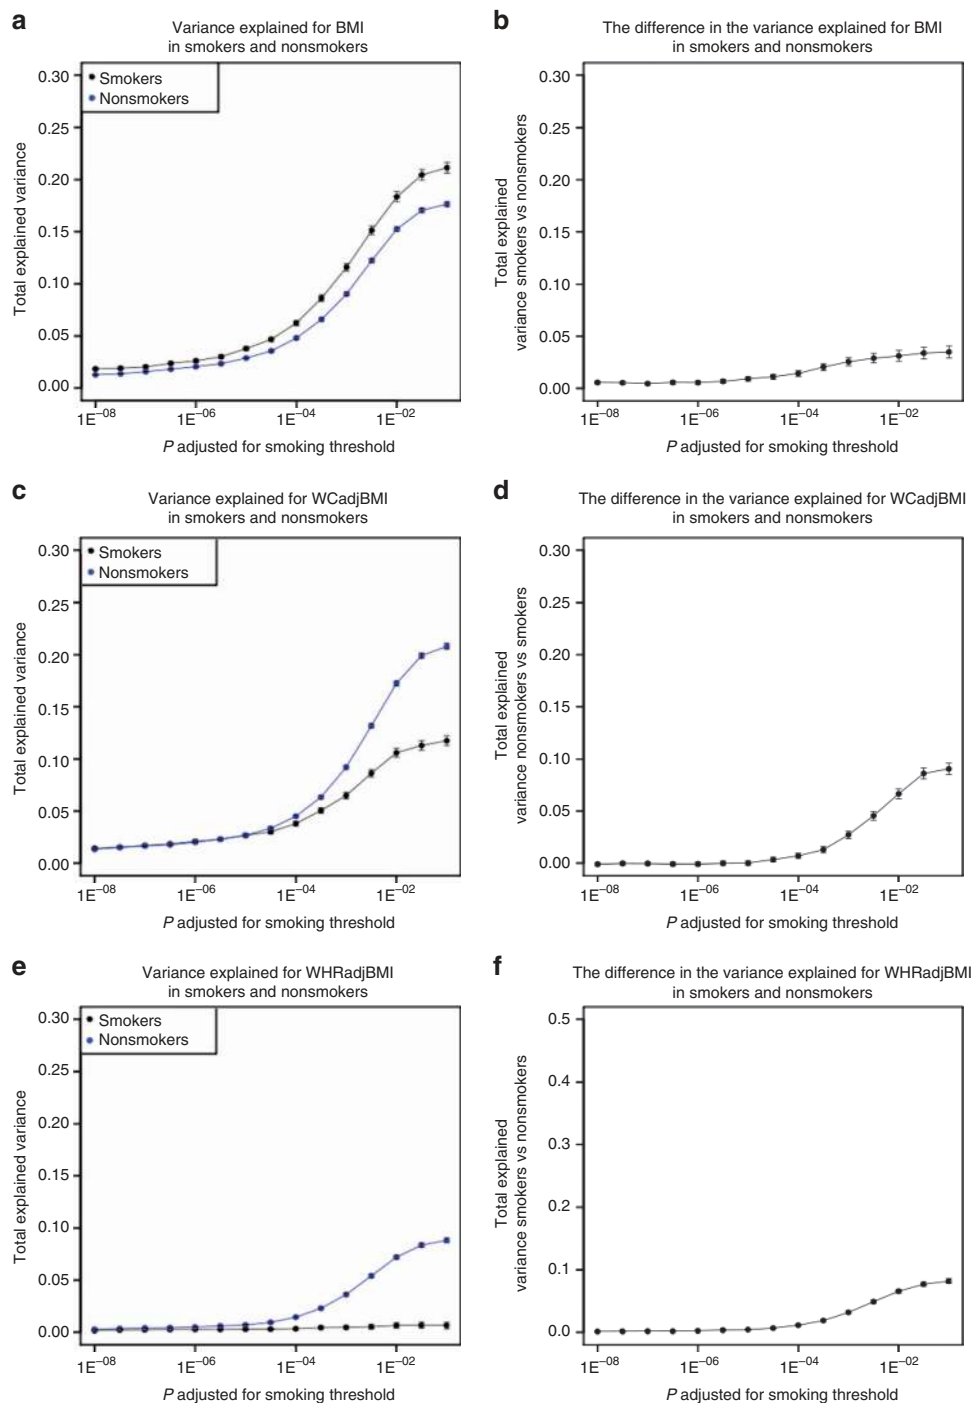 a
Variance explained for BMI
in smokers and nonsmokers
Smokers
Nonsmokers
0.30
0.25
0.20
0.15
0.10
0.05
0.00
Total explained variance
1E–08
1E–06
1E–04
1E–02
P adjusted for smoking threshold
b
The difference in the variance explained for BMI
in smokers and nonsmokers
0.30
0.25
0.20
0.15
0.10
0.05
0.00
Total explained
variance smokers vs nonsmokers
1E–08
1E–06
1E–04
1E–02
P adjusted for smoking threshold
c
Variance explained for WCadjBMI
in smokers and nonsmokers
Smokers
Nonsmokers
0.30
0.25
0.20
0.15
0.10
0.05
0.00
Total explained variance
1E–08
1E–06
1E–04
1E–02
P adjusted for smoking threshold
d
The difference in the variance explained for WCadjBMI
in smokers and nonsmokers
0.30
0.25
0.20
0.15
0.10
0.05
0.00
Total explained
variance nonsmokers vs smokers
1E–08
1E–06
1E–04
1E–02
P adjusted for smoking threshold
e
Variance explained for WHRadjBMI
in smokers and nonsmokers
Smokers
Nonsmokers
0.30
0.25
0.20
0.15
0.10
0.05
0.00
Total explained variance
1E–08
1E–06
1E–04
1E–02
P adjusted for smoking threshold
f
The difference in the variance explained for WHRadjBMI
in smokers and nonsmokers
0.5
0.4
0.3
0.2
0.1
0.0
Total explained
variance smokers vs nonsmokers
1E–08
1E–06
1E–04
1E–02
P adjusted for smoking threshold